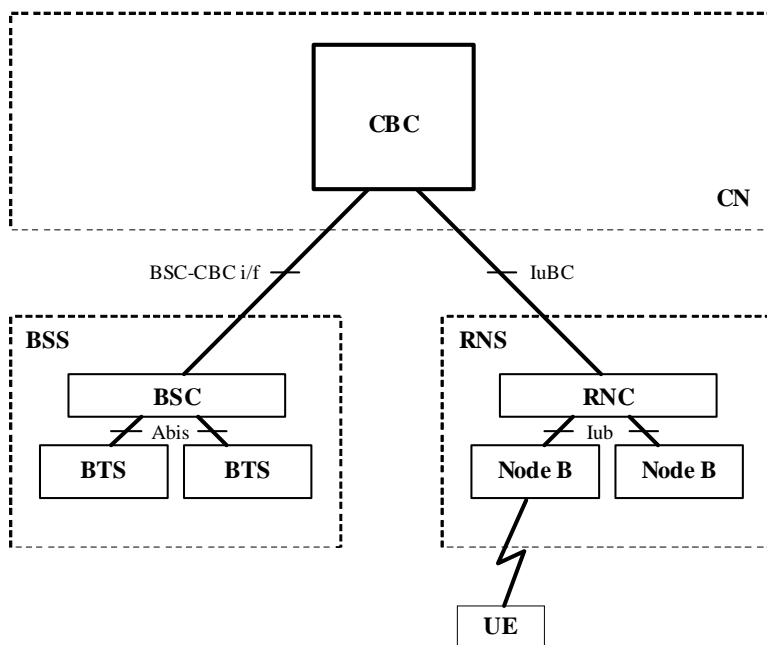 CBC
CN
BSC-CBC i/f
IuBC
BSS
RNS
BSC
RNC
Abis
Iub
BTS
BTS
Node B
Node B
UE